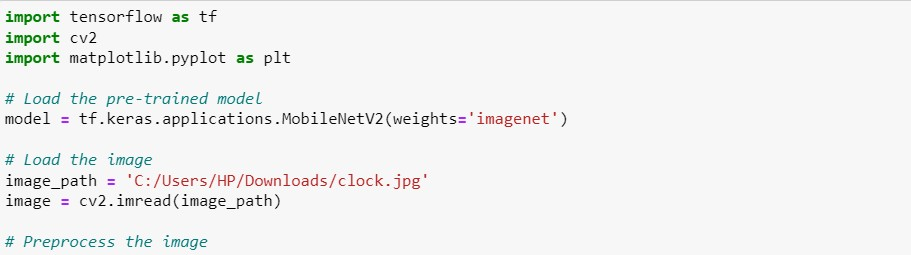 import tensorflow as tf
import cv2
import matplotlib.pyplot as plt
# Load the pre-trained model
model = tf.keras.applications.MobileNetV2(weights='imagenet')
# Load the image
image_path = 'C:/Users/HP/Downloads/clock.jpg'
image = cv2.imread(image_path)
# Preprocess the image